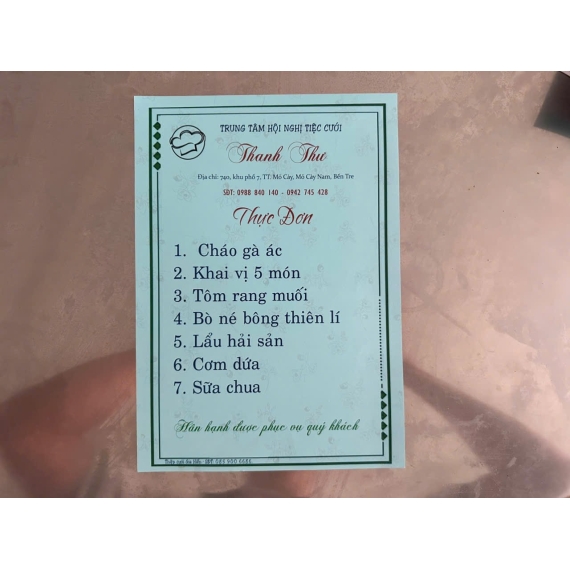 TRUNG TÂM HỘI NGHỊ TIỆC CƯỚI
Thanh Thư
Địa chỉ: 740, khu phố 7, TT. Mỏ Cày, Mỏ Cày Nam, Bến Tre
SĐT: 0988 840 140 - 0942 745 428
Thực Đơn
1. Cháo gà ác
2. Khai vị 5 món
3. Tôm rang muối
4. Bò né bông thiên lí
5. Lẩu hải sản
6. Cơm dứa
7. Sữa chua
Hân hạnh được phục vụ quý khách